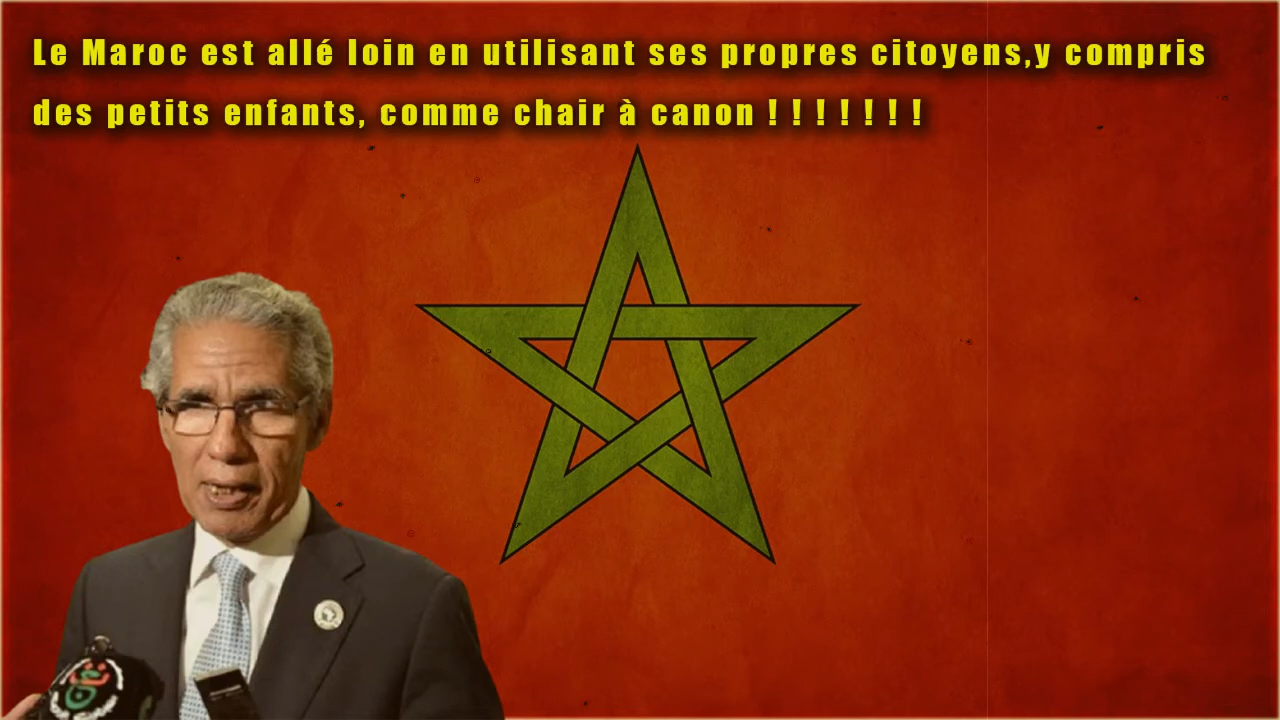 Le Maroc est allé loin en utilisant ses propres citoyens,y compris
des petits enfants, comme chair à canon ! ! ! ! ! ! !